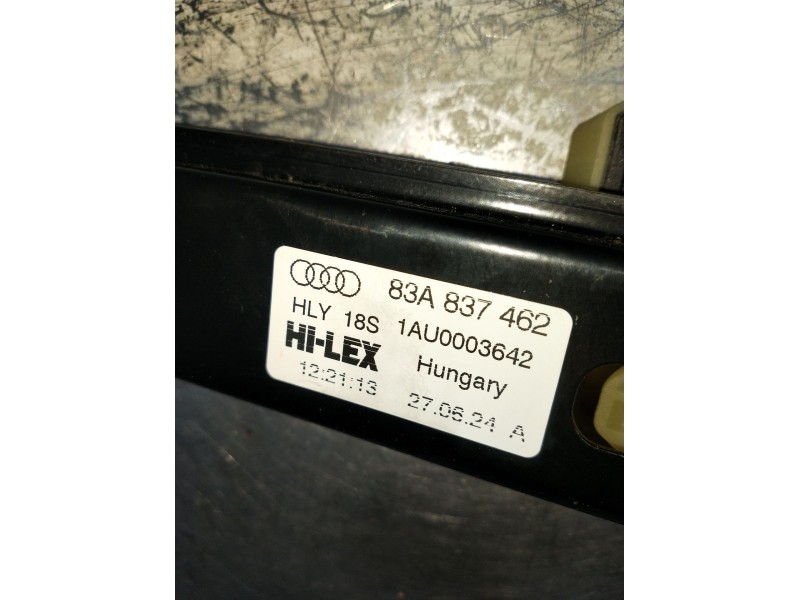 83A 837 462
HLY 18S 1AU0003642
HI-LEX Hungary
12:21:13 27.06.24 A